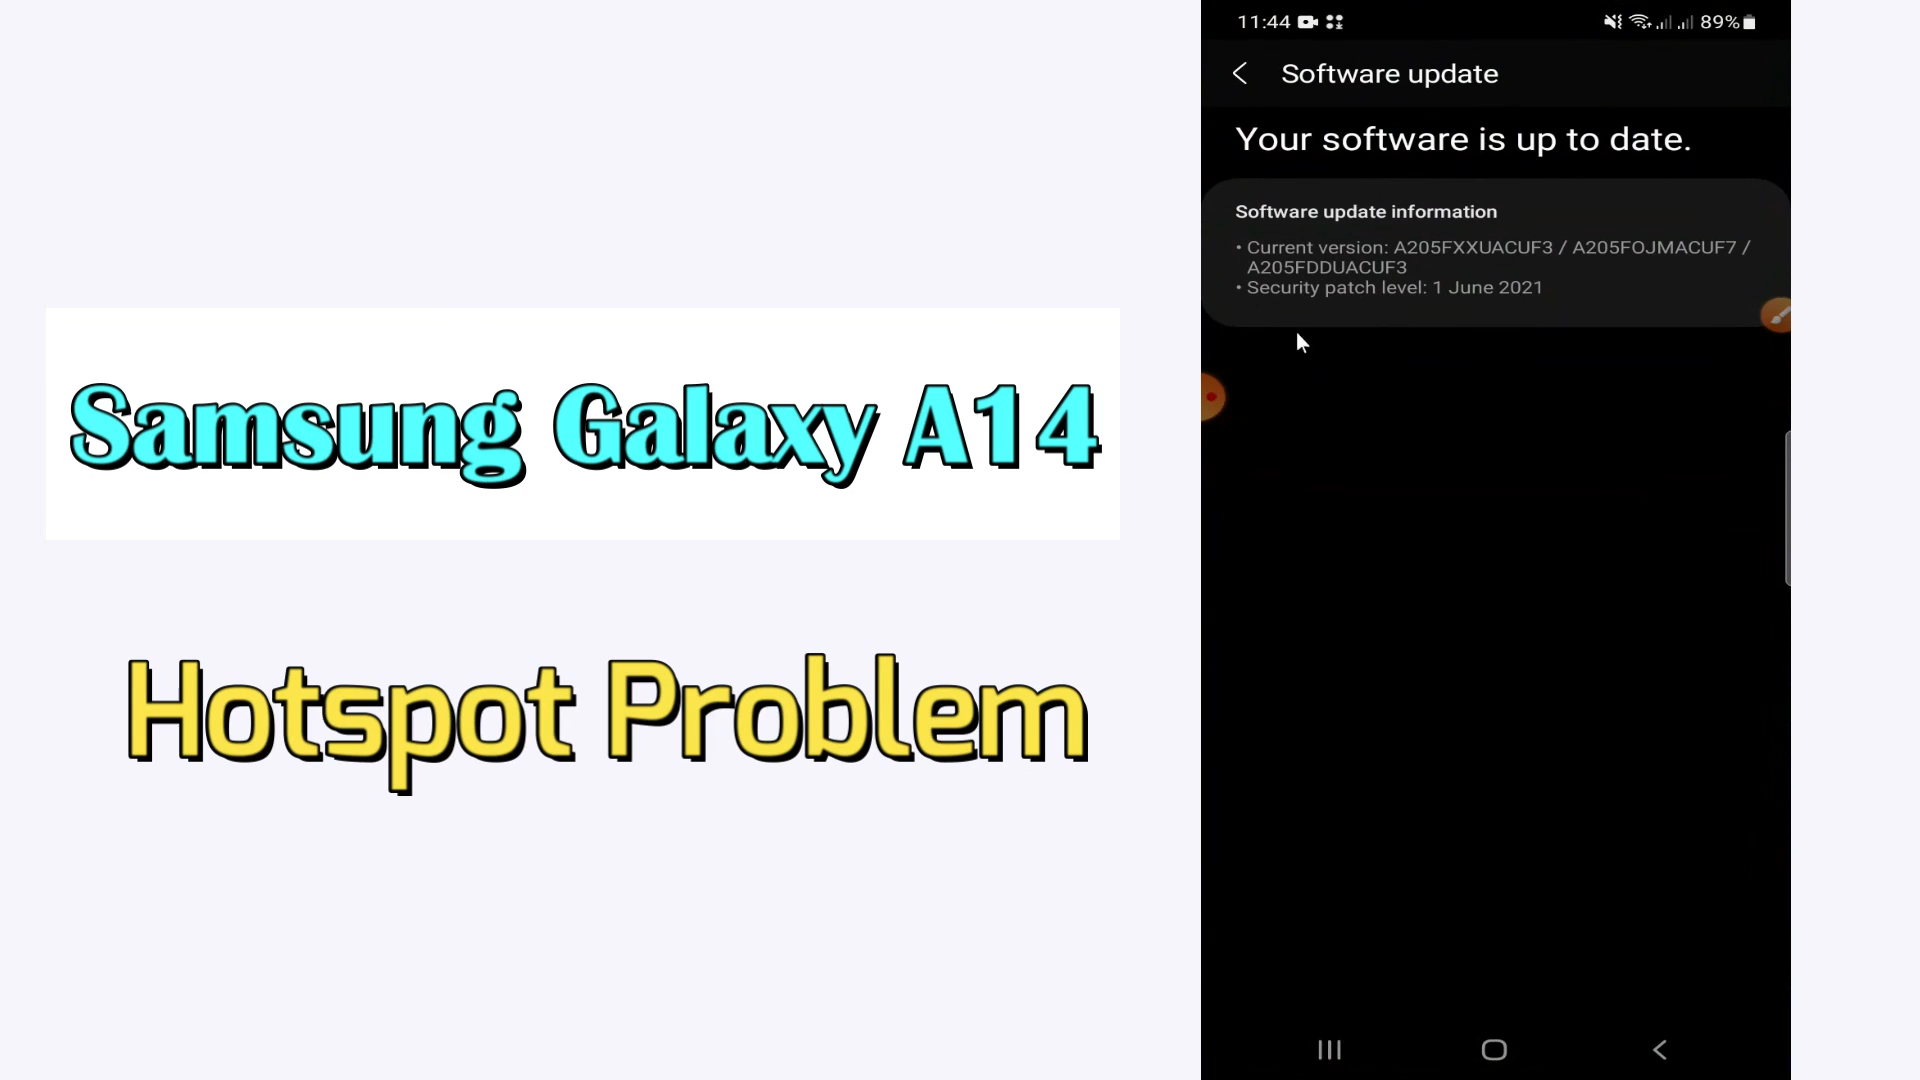 Samsung Galaxy A14
Hotspot Problem
11:44
89%
Software update
Your software is up to date.
Software update information
• Current version: A205FXXUACUF3 / A205FOJMACUF7 /
A205FDDUACUF3
• Security patch level: 1 June 2021